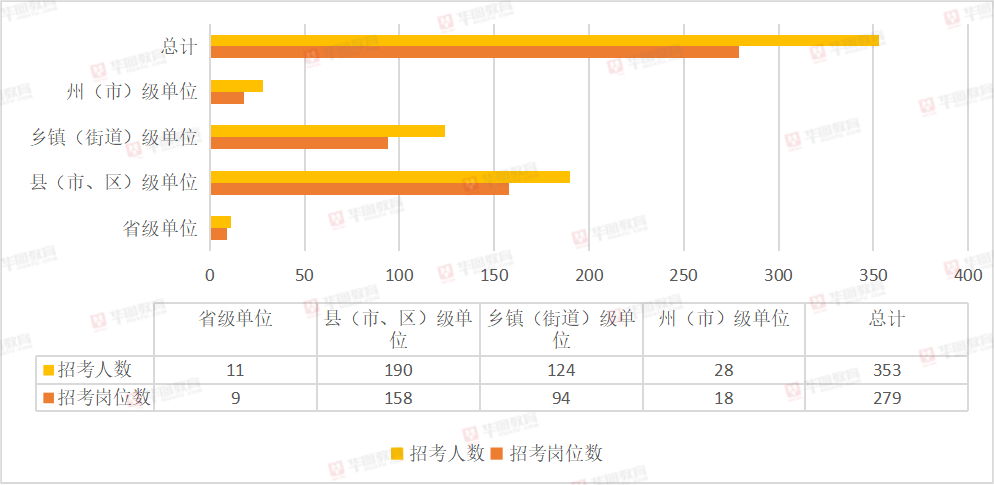 总计
州（市）级单位
乡镇（街道）级单位
县（市、区）级单位
省级单位
0 50 100 150 200 250 300 350 400
省级单位 县（市、区）级单位 乡镇（街道）级单位 州（市）级单位 总计
招考人数 11 190 124 28 353
招考岗位数 9 158 94 18 279
招考人数 招考岗位数
华图教育